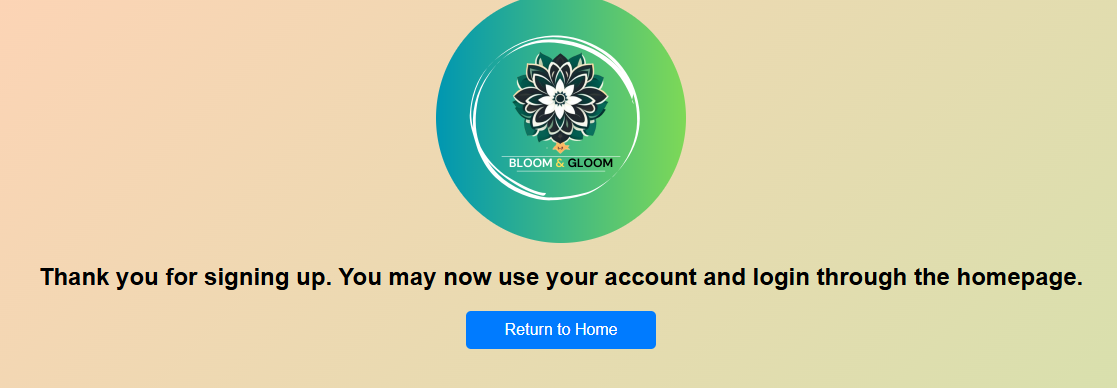 BLOOM & GLOOM
Thank you for signing up. You may now use your account and login through the homepage.
Return to Home